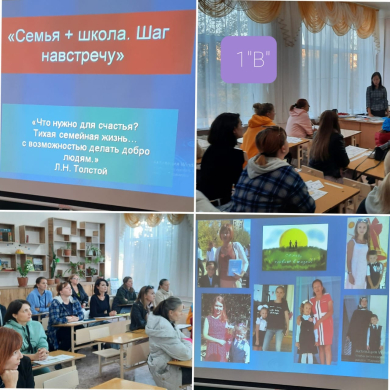 «Семья + школа. Шаг
навстречу»
«Что нужно для счастья?
Тихая семейная жизнь...
с возможностью делать добро
людям.»
Л.Н. Толстой
1"В"